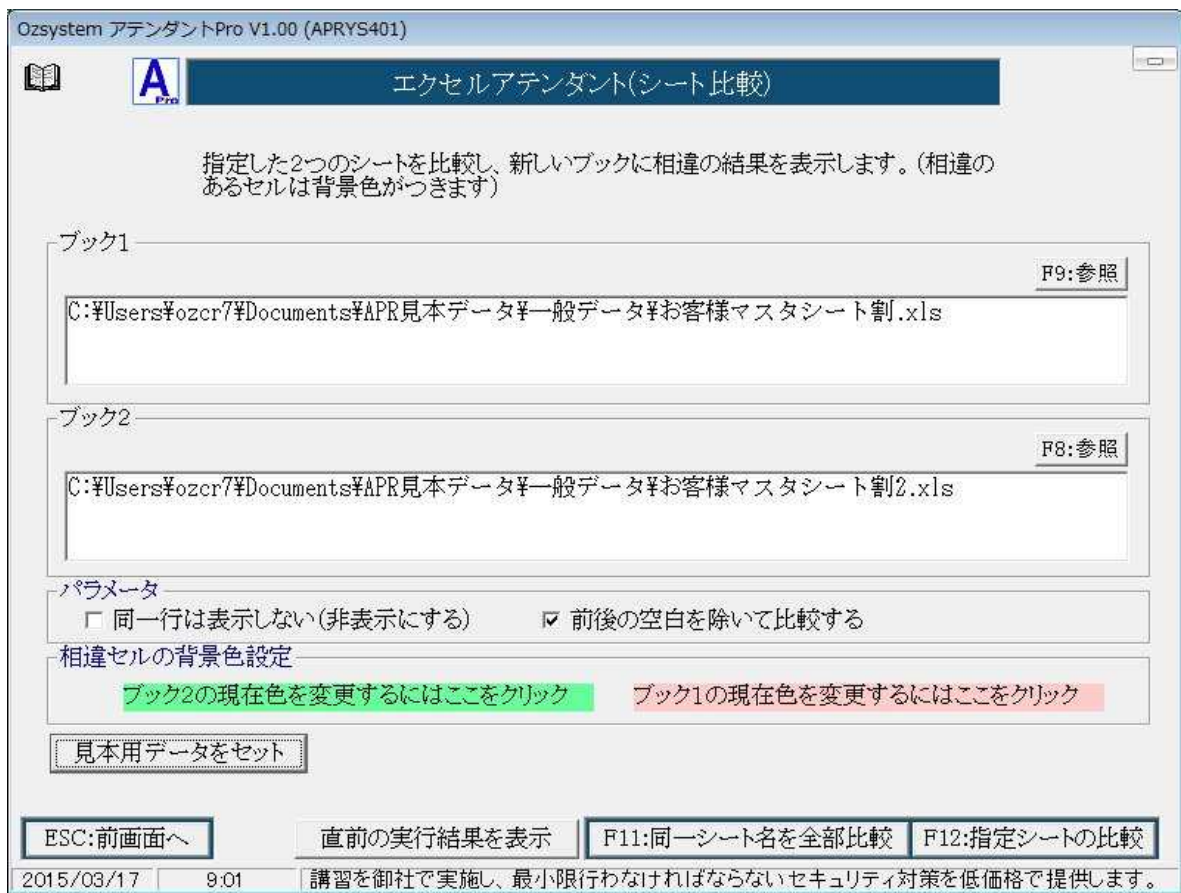 Ozsystem アテンダントPro V1.00 (APRYS401)
A Pro
エクセルアテンダント(シート比較)
指定した2つのシートを比較し、新しいブックに相違の結果を表示します。(相違の
あるセルは背景色がつきます)
ブック1
F9:参照
C:¥Users¥ozcr7¥Documents¥APR見本データ¥一般データ¥お客様マスタシート割.xls
ブック2
F8:参照
C:¥Users¥ozcr7¥Documents¥APR見本データ¥一般データ¥お客様マスタシート割2.xls
パラメータ
同一行は表示しない(非表示にする) 前後の空白を除いて比較する
相違セルの背景色設定
ブック2の現在色を変更するにはここをクリック ブック1の現在色を変更するにはここをクリック
見本用データをセット
ESC:前画面へ 直前の実行結果を表示 F11:同一シート名を全部比較 F12:指定シートの比較
2015/03/17 9:01 講習を御社で実施し、最小限行わなければならないセキュリティ対策を低価格で提供します。